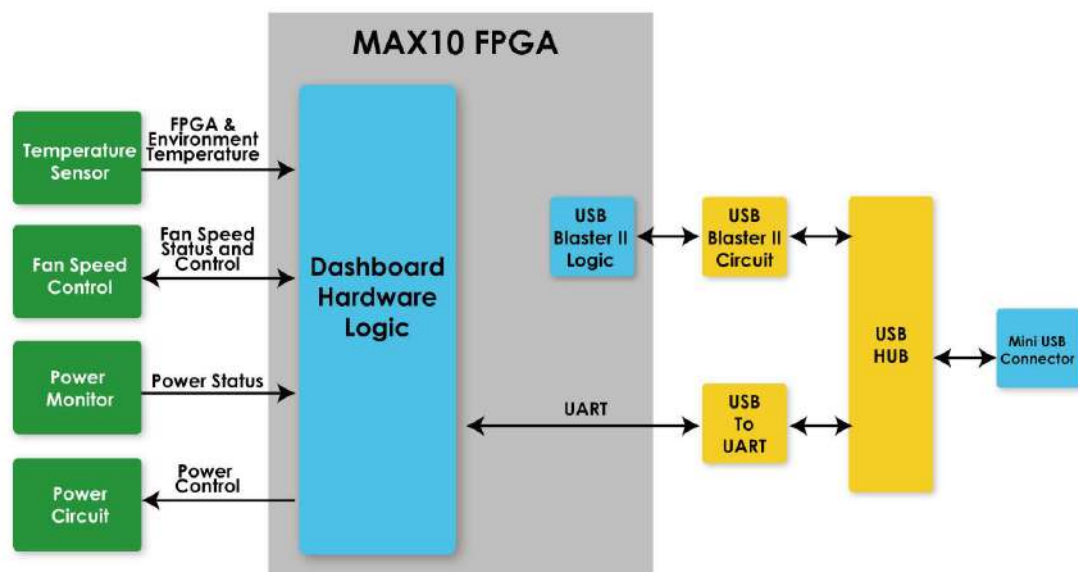 MAX10 FPGA
Temperature
Sensor
FPGA &
Environment
Temperature
Fan Speed
Control
Fan Speed
Status and
Control
Power
Monitor
Power Status
Power
Circuit
Power
Control
Dashboard
Hardware
Logic
USB
Blaster II
Logic
USB
Blaster II
Circuit
UART
USB
To
UART
USB
HUB
Mini USB
Connector